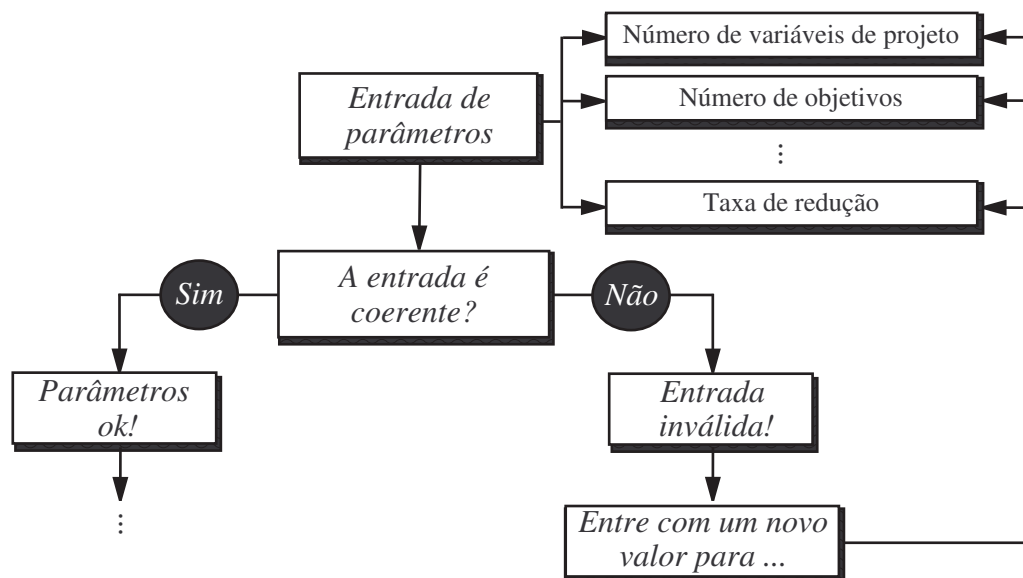 Número de variáveis de projeto
Entrada de
parâmetros
Número de objetivos
⋮
Taxa de redução
A entrada é
coerente?
Sim
Não
Parâmetros
ok!
⋮
Entrada
inválida!
Entre com um novo
valor para ...